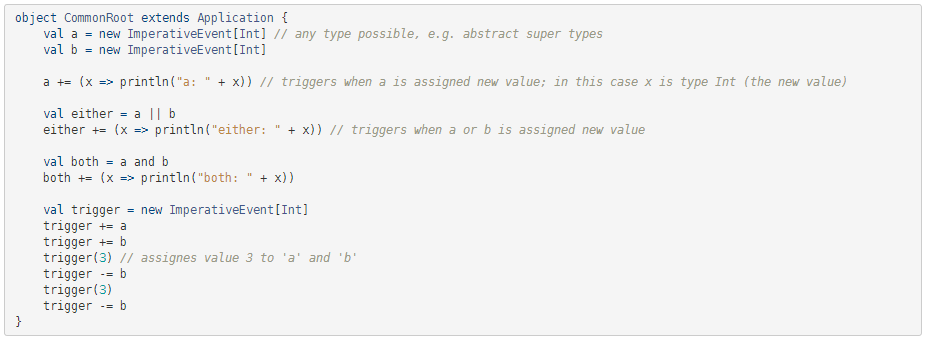 object CommonRoot extends Application {
    val a = new ImperativeEvent[Int] // any type possible, e.g. abstract super types
    val b = new ImperativeEvent[Int]

    a += (x => println("a: " + x)) // triggers when a is assigned new value; in this case x is type Int (the new value)

    val either = a || b
    either += (x => println("either: " + x)) // triggers when a or b is assigned new value

    val both = a and b
    both += (x => println("both: " + x))

    val trigger = new ImperativeEvent[Int]
    trigger += a
    trigger += b
    trigger(3) // assignes value 3 to 'a' and 'b'
    trigger -= b
    trigger(3)
    trigger -= b
}